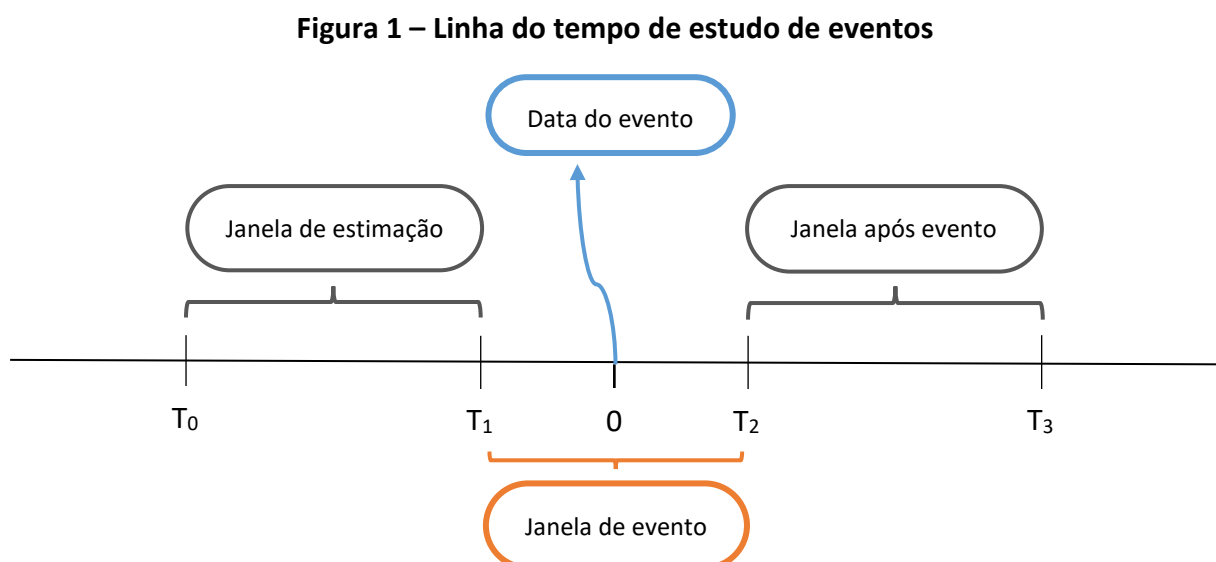 Figura 1 – Linha do tempo de estudo de eventos
Data do evento
Janela de estimação
Janela após evento
T₀
T₁
0
T₂
T₃
Janela de evento